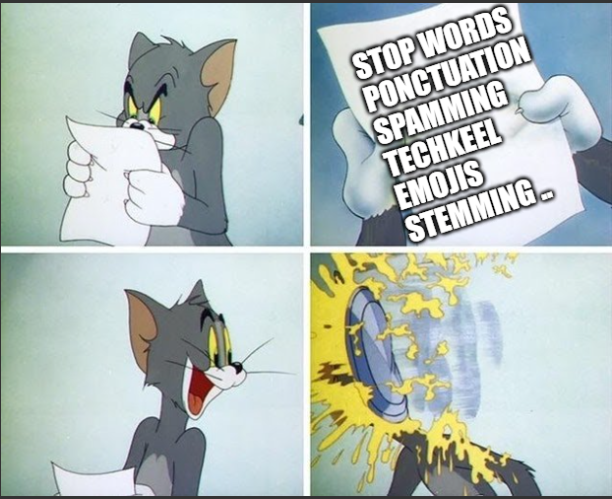 STOP WORDS
PONCTUATION
SPAMMING
TECHKEEL
EMOJIS
STEMMING ..